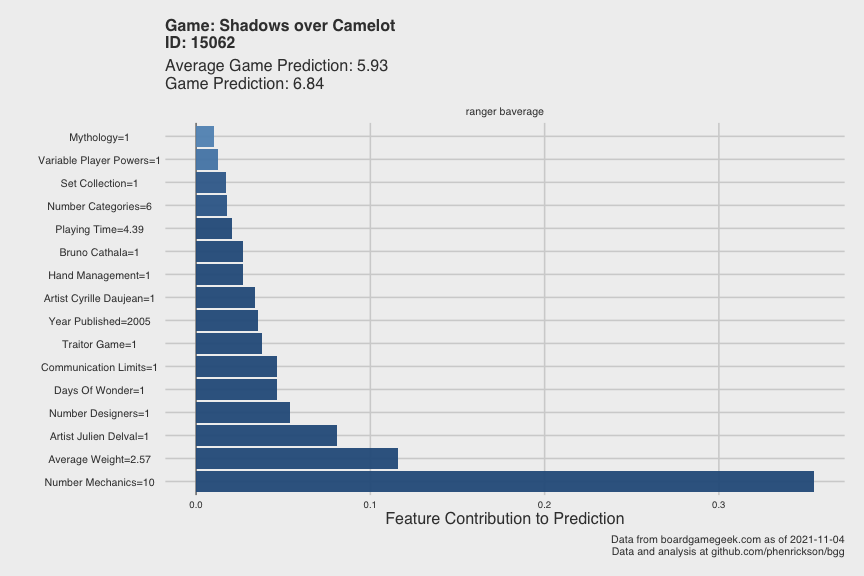 Game: Shadows over Camelot
ID: 15062
Average Game Prediction: 5.93
Game Prediction: 6.84
ranger baverage
Mythology=1
Variable Player Powers=1
Set Collection=1
Number Categories=6
Playing Time=4.39
Bruno Cathala=1
Hand Management=1
Artist Cyrille Daujean=1
Year Published=2005
Traitor Game=1
Communication Limits=1
Days Of Wonder=1
Number Designers=1
Artist Julien Delval=1
Average Weight=2.57
Number Mechanics=10
0.0 0.1 0.2 0.3
Feature Contribution to Prediction
Data from boardgamegeek.com as of 2021-11-04
Data and analysis at github.com/phenrickson/bgg